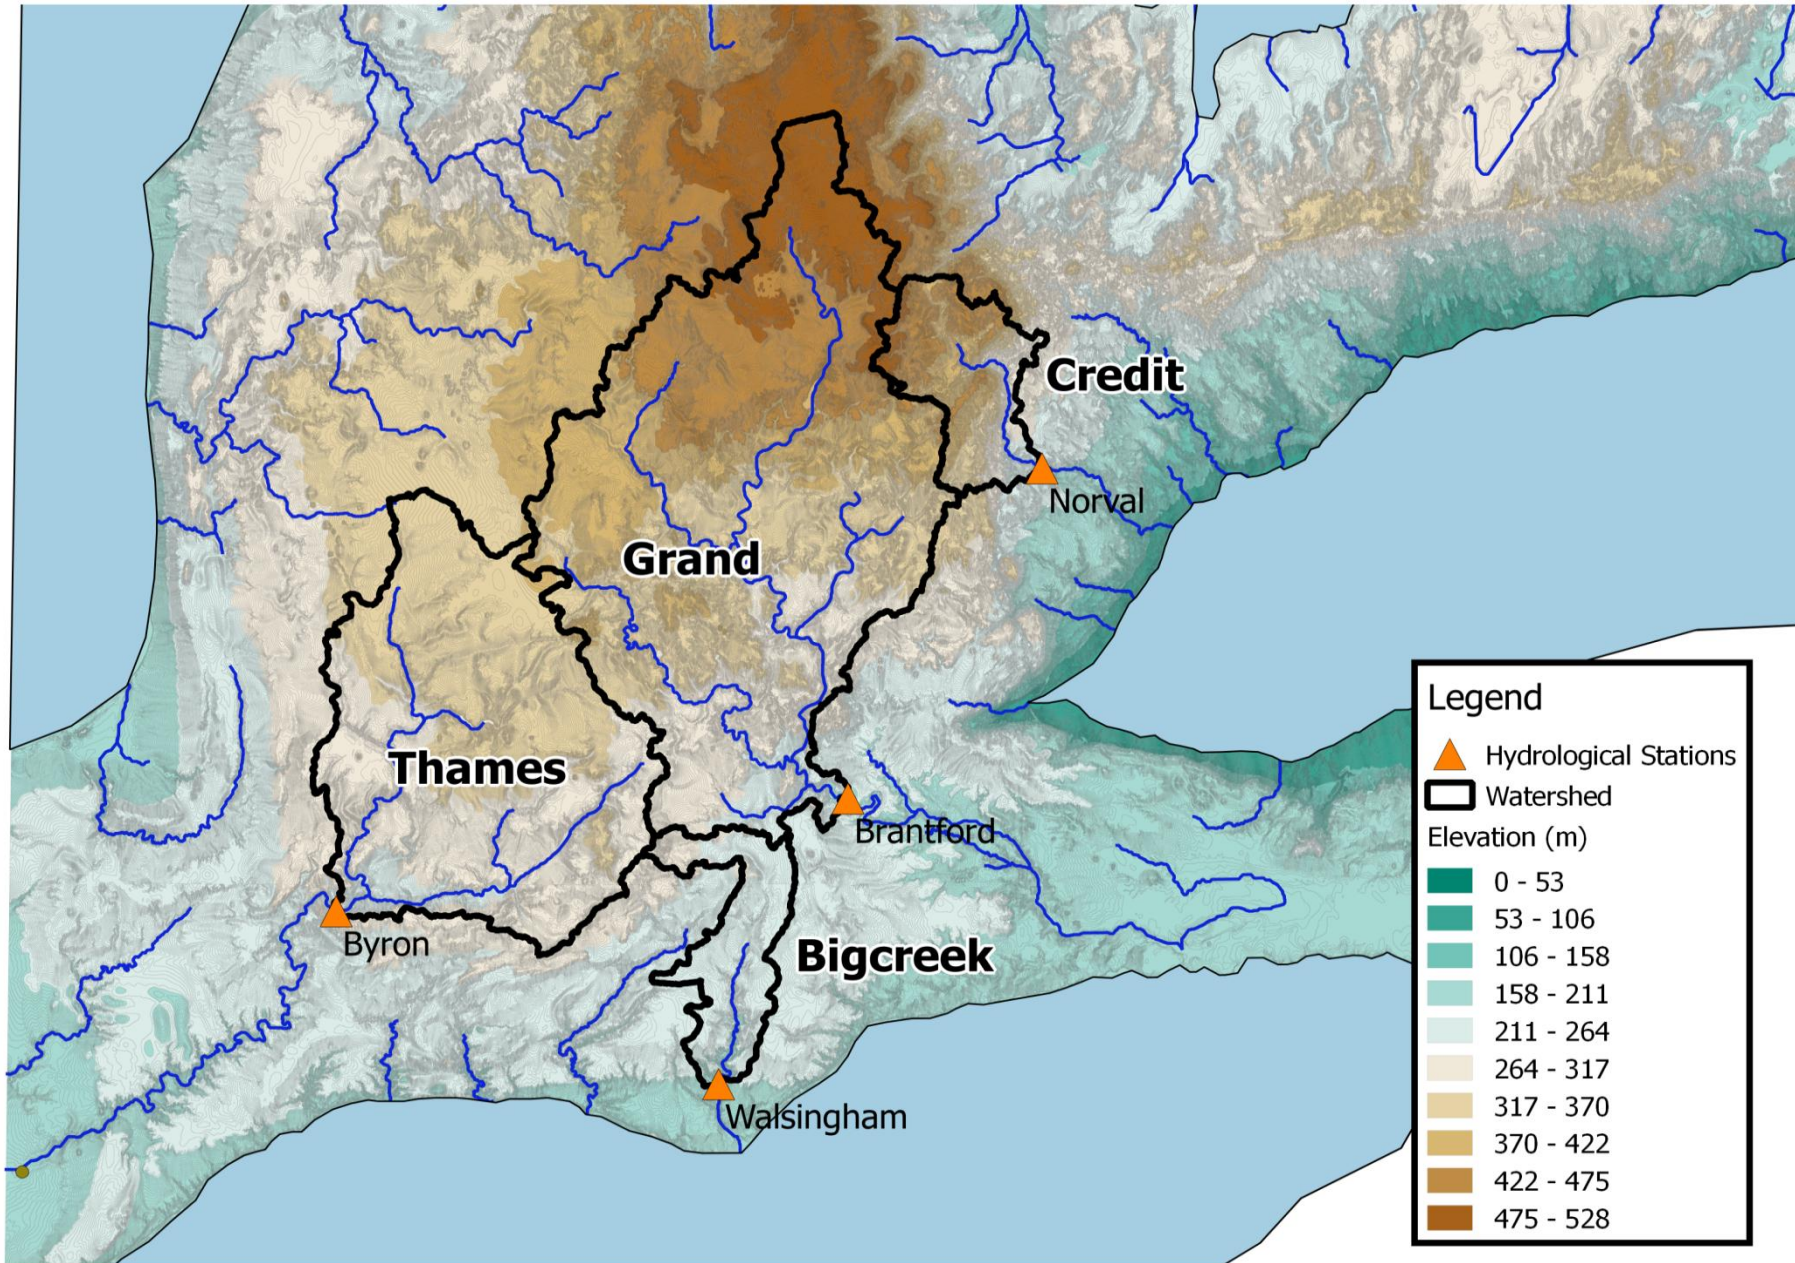 Credit
Norval
Grand
Thames
Brantford
Byron
Bigcreek
Walsingham
Legend
Hydrological Stations
Watershed
Elevation (m)
0 - 53
53 - 106
106 - 158
158 - 211
211 - 264
264 - 317
317 - 370
370 - 422
422 - 475
475 - 528